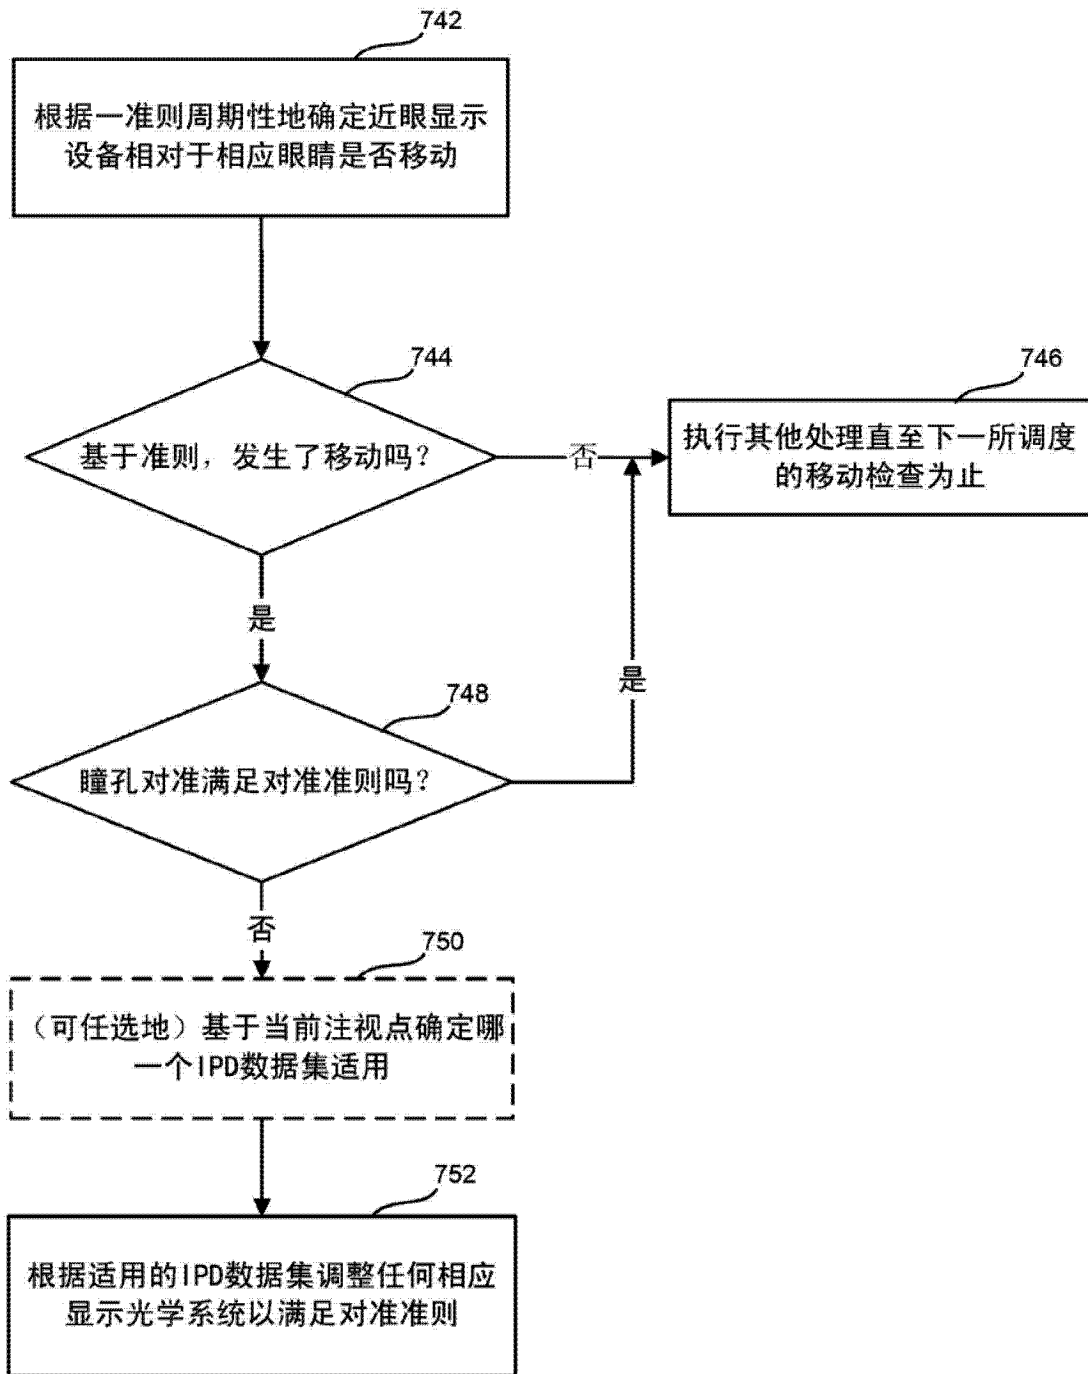 742
根据一准则周期性地确定近眼显示
设备相对于相应眼睛是否移动
744
基于准则，发生了移动吗？
否
746
执行其他处理直至下一所调度
的移动检查为止
是
748
瞳孔对准满足对准准则吗？
是
否
750
（可任选地）基于当前注视点确定哪
一个IPD数据集适用
752
根据适用的IPD数据集调整任何相应
显示光学系统以满足对准准则